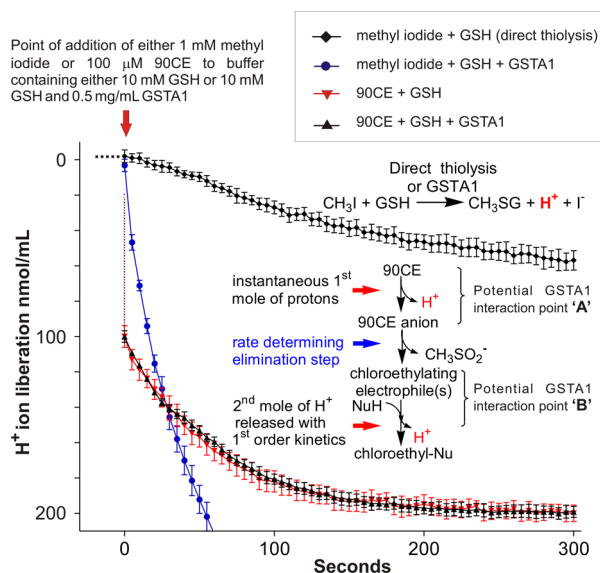 Point of addition of either 1 mM methyl
iodide or 100 μM 90CE to buffer
containing either 10 mM GSH or 10 mM
GSH and 0.5 mg/mL GSTA1
methyl iodide + GSH (direct thiolysis)
methyl iodide + GSH + GSTA1
90CE + GSH
90CE + GSH + GSTA1
Direct thiolysis
or GSTA1
CH₃I + GSH → CH₃SG + H⁺ + I⁻
instantaneous 1ˢᵗ
mole of protons
90CE
H⁺
90CE anion
Potential GSTA1
interaction point 'A'
rate determining
elimination step
CH₃SO₂⁻
chloroethylating
electrophile(s)
NuH
H⁺
chloroethyl-Nu
2ⁿᵈ mole of H⁺
released with
1ˢᵗ order kinetics
Potential GSTA1
interaction point 'B'
H⁺ ion liberation nmol/mL
0
100
200
0
100
200
300
Seconds